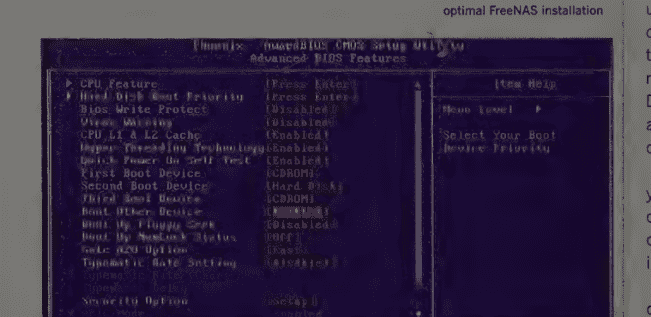 optimal FreeNAS installation
Phoenix - AwardBIOS CMOS Setup Utility
Advanced BIOS Features
CPU Feature [Press Enter]
Hard Disk Boot Priority [Press Enter]
Bios Write Protect [Disabled]
Virus Warning [Disabled]
CPU L1 & L2 Cache [Enabled]
Hyper Threading Technology [Enabled]
Quick Power On Self Test [Enabled]
First Boot Device [CDROM]
Second Boot Device [Hard Disk]
Third Boot Device [CDROM]
Boot Other Device
Boot Up Floppy Seek [Disabled]
Boot Up NumLock Status [Off]
Gate A20 Option [Fast]
Typematic Rate Setting [Disabled]
Security Option [Setup]
Item Help
Menu Level
Select Your Boot
Device Priority